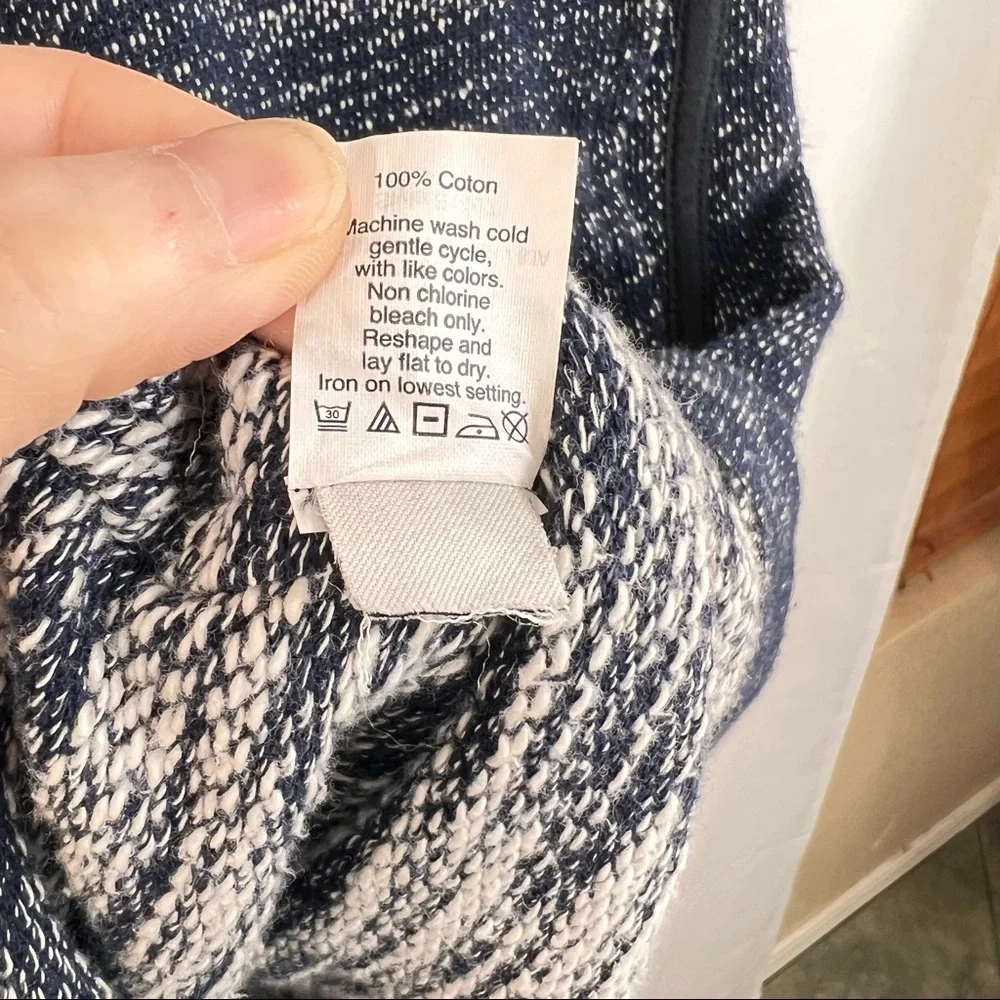 100% Coton
Machine wash cold
gentle cycle,
with like colors.
Non chlorine
bleach only.
Reshape and
lay flat to dry.
Iron on lowest setting.
30